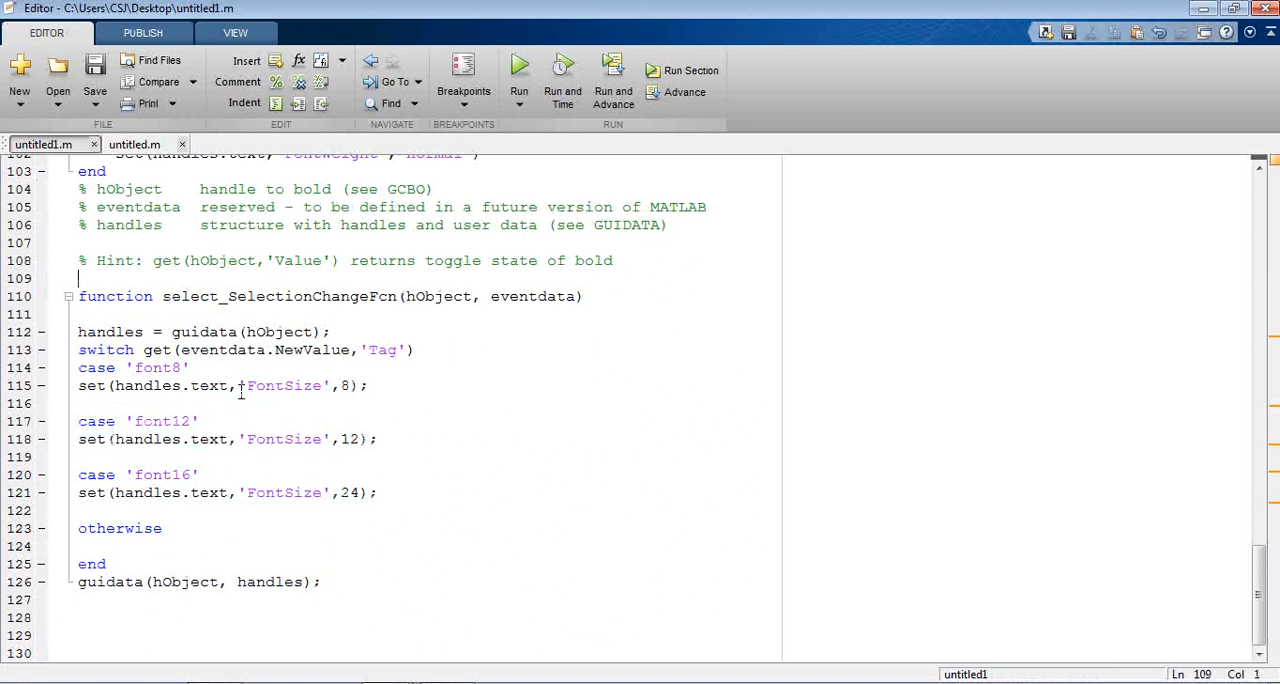 Editor - C:\Users\CSJ\Desktop\untitled1.m
EDITOR PUBLISH VIEW
New Open Save Find Files Compare Print
Insert Comment Indent
Go To Find
Breakpoints
Run Run and Time Run and Advance Run Section Advance
FILE EDIT NAVIGATE BREAKPOINTS RUN
untitled1.m × untitled.m ×
102 set(handles.text,'FontWeight','normal')
103 - end
104 % hObject    handle to bold (see GCBO)
105 % eventdata  reserved - to be defined in a future version of MATLAB
106 % handles    structure with handles and user data (see GUIDATA)
107
108 % Hint: get(hObject,'Value') returns toggle state of bold
109
110 function select_SelectionChangeFcn(hObject, eventdata)
111
112 - handles = guidata(hObject);
113 - switch get(eventdata.NewValue,'Tag')
114 - case 'font8'
115 - set(handles.text,'FontSize',8);
116
117 - case 'font12'
118 - set(handles.text,'FontSize',12);
119
120 - case 'font16'
121 - set(handles.text,'FontSize',24);
122
123 - otherwise
124
125 - end
126 - guidata(hObject, handles);
127
128
129
130
untitled1 Ln 109 Col 1